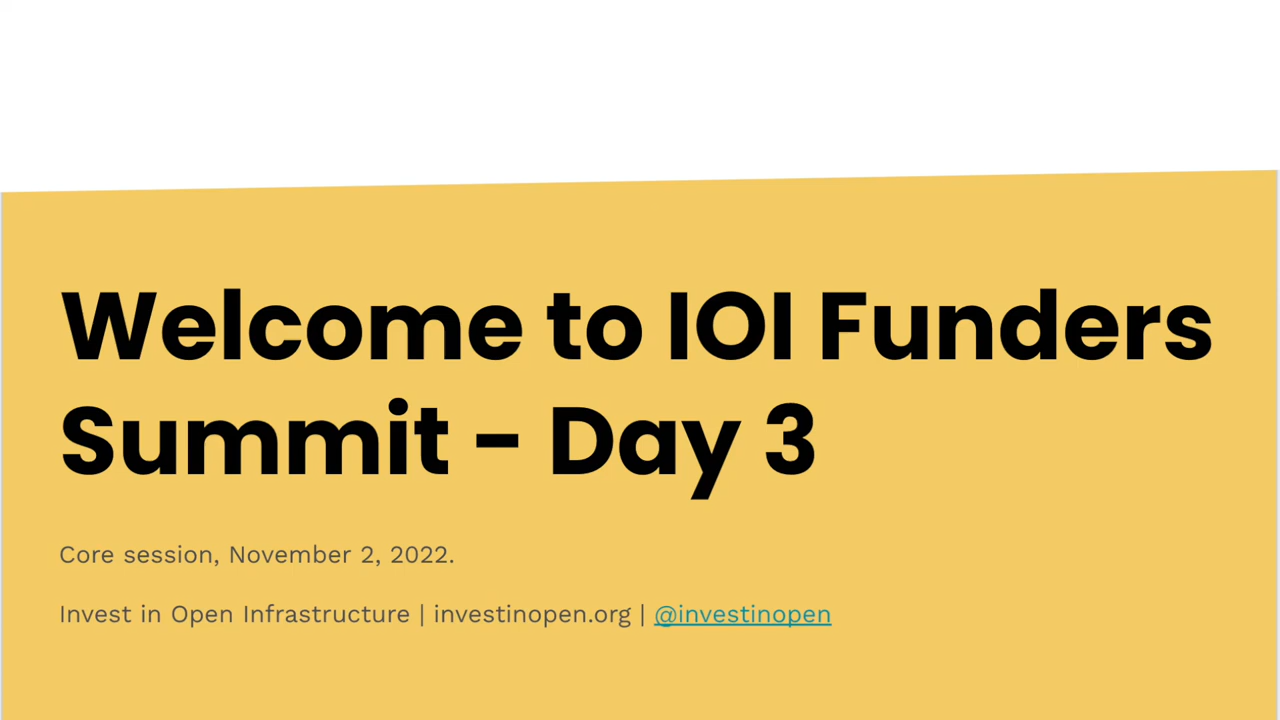 Welcome to IOI Funders
Summit - Day 3
Core session, November 2, 2022.
Invest in Open Infrastructure | investinopen.org | @investinopen